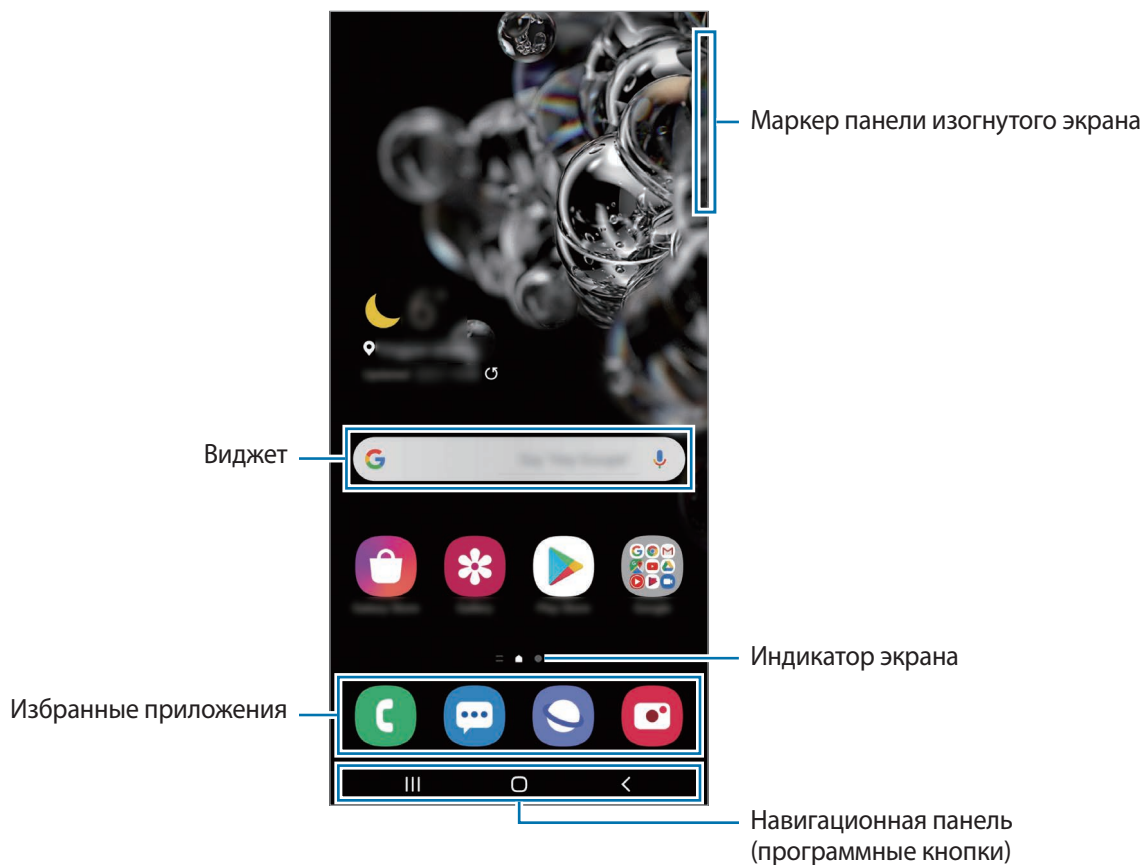 Маркер панели изогнутого экрана
Виджет
Индикатор экрана
Избранные приложения
Навигационная панель
(программные кнопки)